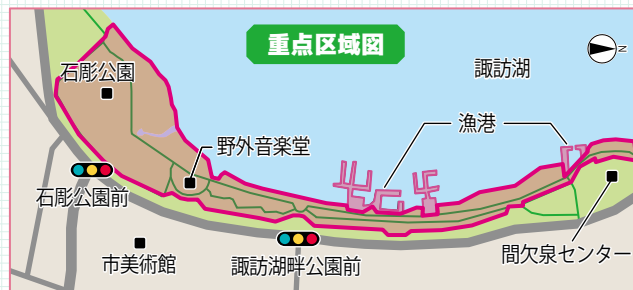 重点区域図
N
石彫公園
諏訪湖
漁港
野外音楽堂
石彫公園前
市美術館
諏訪湖畔公園前
間欠泉センター